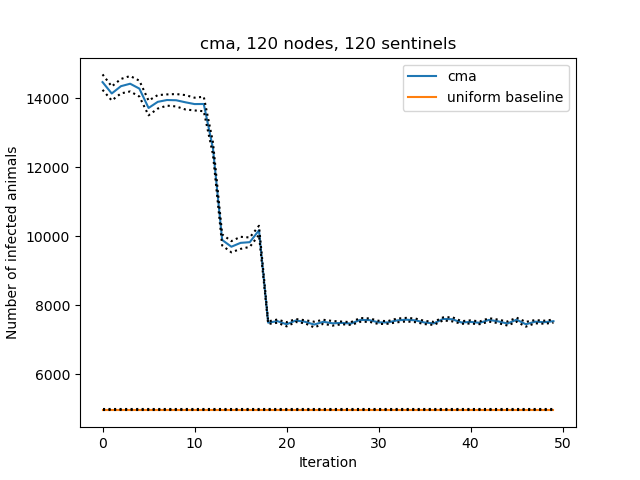 cma, 120 nodes, 120 sentinels
cma
uniform baseline
14000
12000
10000
8000
6000
Number of infected animals
0 10 20 30 40 50
Iteration